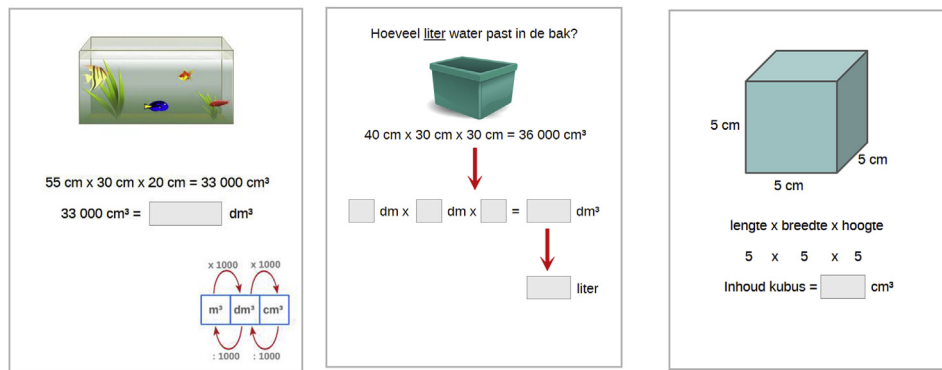 55 cm x 30 cm x 20 cm = 33 000 cm³
33 000 cm³ = dm³
x 1000 x 1000
m³ dm³ cm³
: 1000 : 1000
Hoeveel liter water past in de bak?
40 cm x 30 cm x 30 cm = 36 000 cm³
dm x dm x = dm³
liter
5 cm
5 cm
5 cm
lengte x breedte x hoogte
5 x 5 x 5
Inhoud kubus = cm³